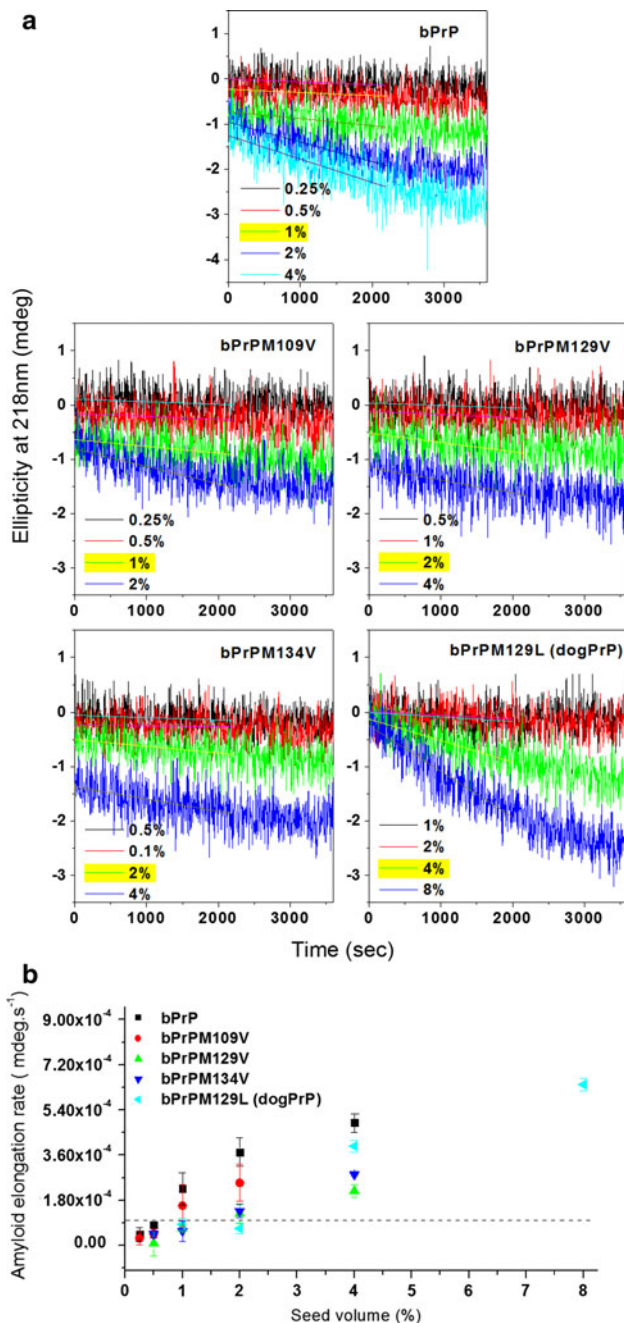 a
bPrP
0
-1
-2
-3
-4
0.25%
0.5%
1%
2%
4%
0 1000 2000 3000
Ellipticity at 218nm (mdeg)
bPrPM109V
1
0
-1
-2
-3
0.25%
0.5%
1%
2%
0 1000 2000 3000
bPrPM129V
0.5%
1%
2%
4%
0 1000 2000 3000
bPrPM134V
1
0
-1
-2
-3
0.5%
0.1%
2%
4%
0 1000 2000 3000
bPrPM129L (dogPrP)
1%
2%
4%
8%
0 1000 2000 3000
Time (sec)
b
Amyloid elongation rate ( mdeg.s⁻¹)
9.00x10⁻⁴
7.20x10⁻⁴
5.40x10⁻⁴
3.60x10⁻⁴
1.80x10⁻⁴
0.00
bPrP
bPrPM109V
bPrPM129V
bPrPM134V
bPrPM129L (dogPrP)
0 1 2 3 4 5 6 7 8
Seed volume (%)